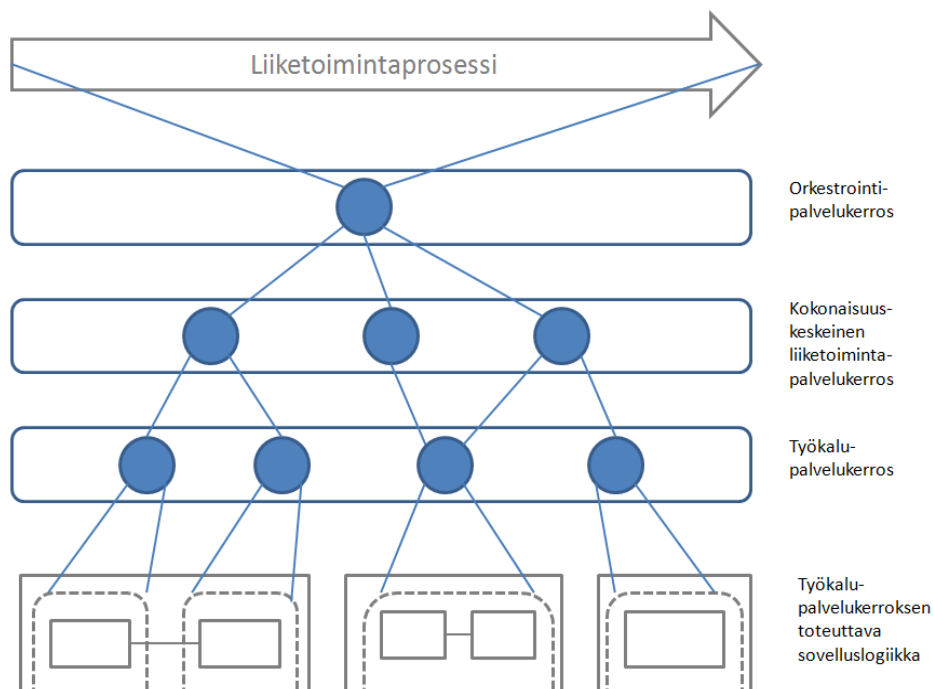 Liiketoimintaprosessi
Orkestrointi-
palvelukerros
Kokonaisuus-
keskeinen
liiketoiminta-
palvelukerros
Työkalu-
palvelukerros
Työkalu-
palvelukerroksen
toteuttava
sovelluslogiikka